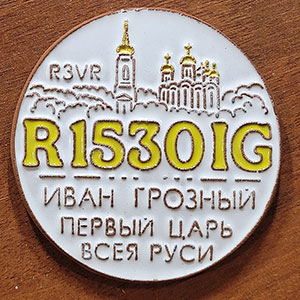 R3VR
R1530IG
ИВАН ГРОЗНЫЙ
ПЕРВЫЙ ЦАРЬ
ВСЕЯ РУСИ